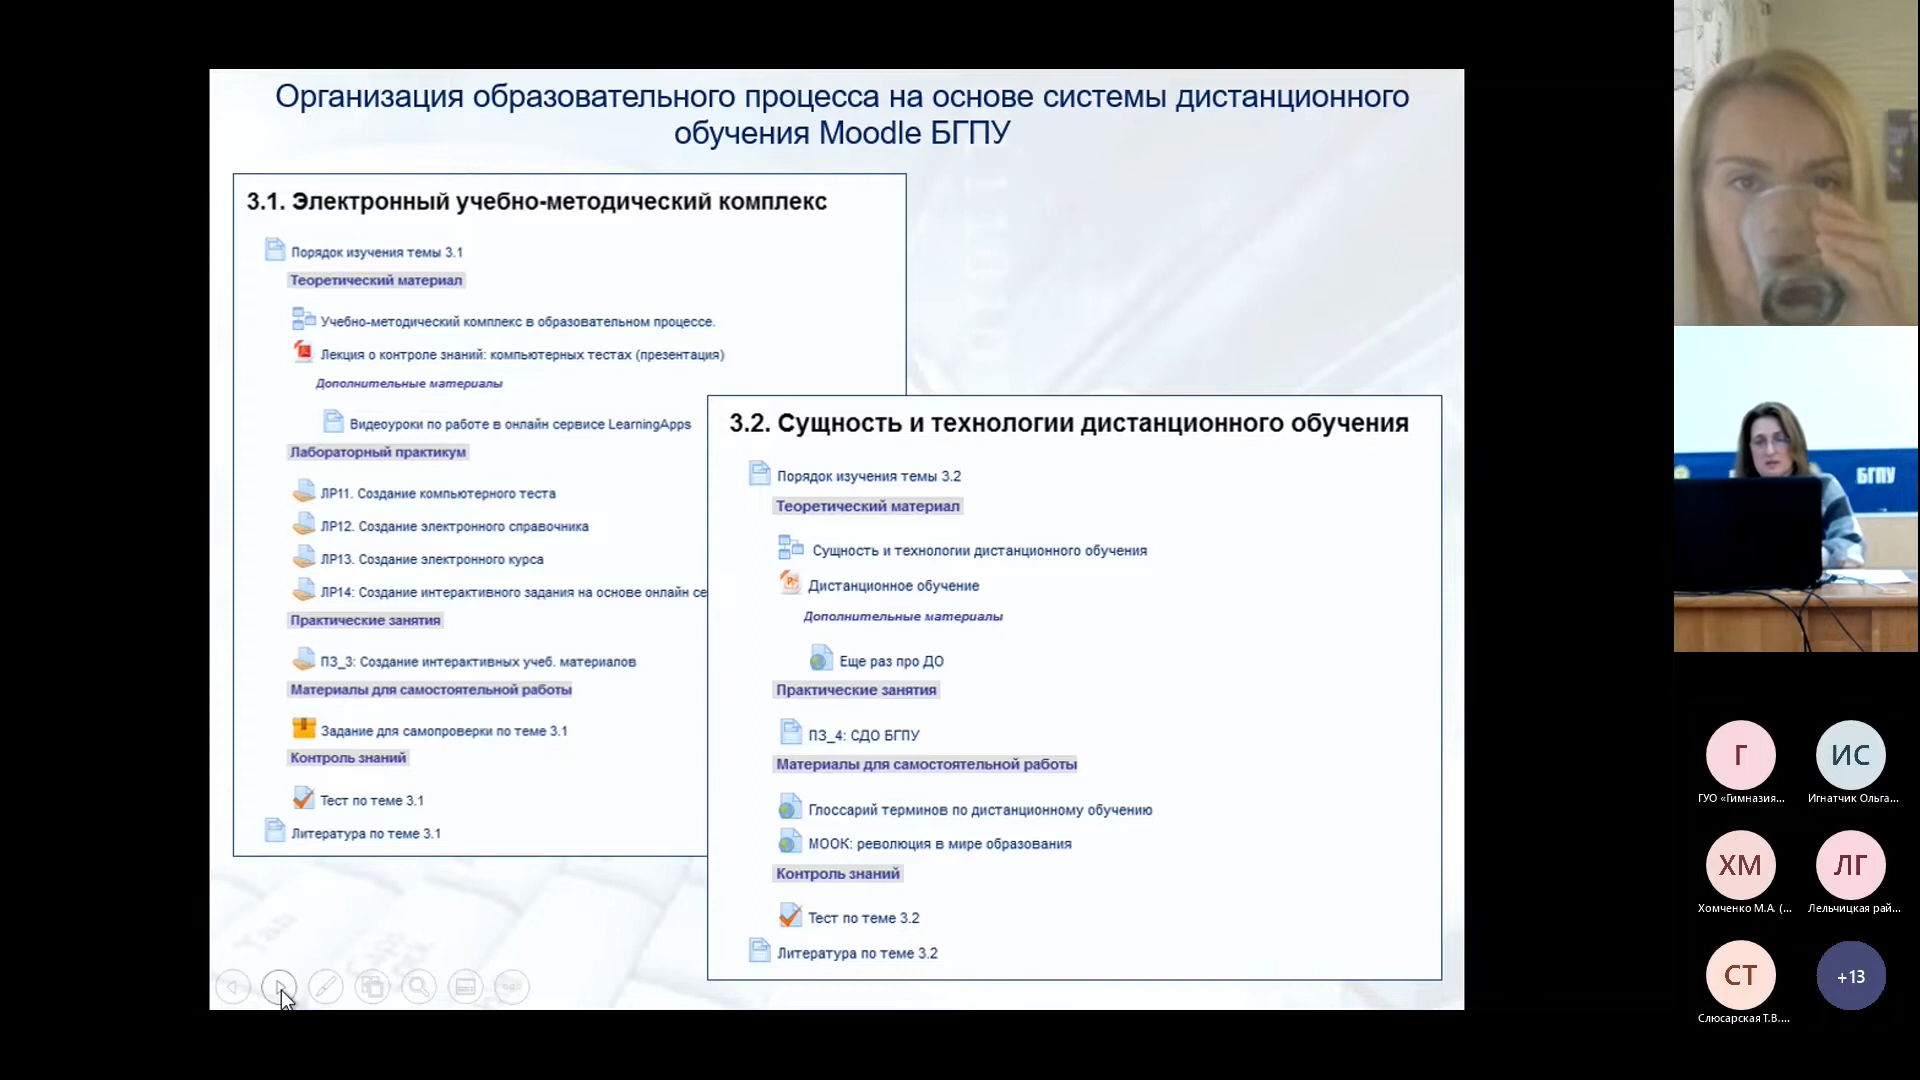 Организация образовательного процесса на основе системы дистанционного
обучения Moodle БГПУ
3.1. Электронный учебно-методический комплекс
Порядок изучения темы 3.1
Теоретический материал
Учебно-методический комплекс в образовательном процессе.
Лекция о контроле знаний: компьютерных тестах (презентация)
Дополнительные материалы
Видеоуроки по работе в онлайн сервисе LearningApps
Лабораторный практикум
ЛР11. Создание компьютерного теста
ЛР12. Создание электронного справочника
ЛР13. Создание электронного курса
ЛР14: Создание интерактивного задания на основе онлайн се
Практические занятия
ПЗ_3: Создание интерактивных учеб. материалов
Материалы для самостоятельной работы
Задание для самопроверки по теме 3.1
Контроль знаний
Тест по теме 3.1
Литература по теме 3.1
3.2. Сущность и технологии дистанционного обучения
Порядок изучения темы 3.2
Теоретический материал
Сущность и технологии дистанционного обучения
Дистанционное обучение
Дополнительные материалы
Еще раз про ДО
Практические занятия
ПЗ_4: СДО БГПУ
Материалы для самостоятельной работы
Глоссарий терминов по дистанционному обучению
МООК: революция в мире образования
Контроль знаний
Тест по теме 3.2
Литература по теме 3.2
БГПУ
Г
ГУО «Гимназия...
ИС
Игнатчик Ольга...
ХМ
Хомченко М.А. (...
ЛГ
Лельчицкая рай...
СТ
Слюсарская Т.В....
+13